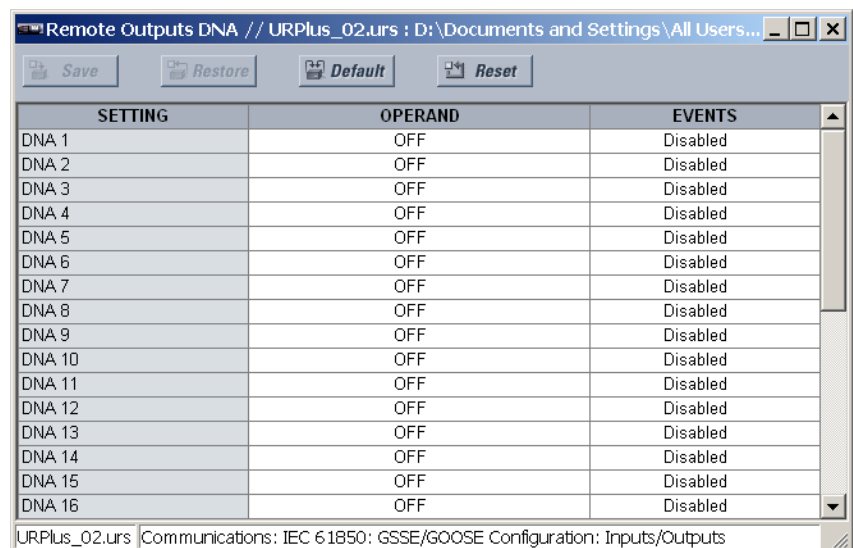 Remote Outputs DNA // URPlus_02.urs : D:\Documents and Settings\All Users...
Save Restore Default Reset
SETTING OPERAND EVENTS
DNA 1 OFF Disabled
DNA 2 OFF Disabled
DNA 3 OFF Disabled
DNA 4 OFF Disabled
DNA 5 OFF Disabled
DNA 6 OFF Disabled
DNA 7 OFF Disabled
DNA 8 OFF Disabled
DNA 9 OFF Disabled
DNA 10 OFF Disabled
DNA 11 OFF Disabled
DNA 12 OFF Disabled
DNA 13 OFF Disabled
DNA 14 OFF Disabled
DNA 15 OFF Disabled
DNA 16 OFF Disabled
URPlus_02.urs Communications: IEC 61850: GSSE/GOOSE Configuration: Inputs/Outputs